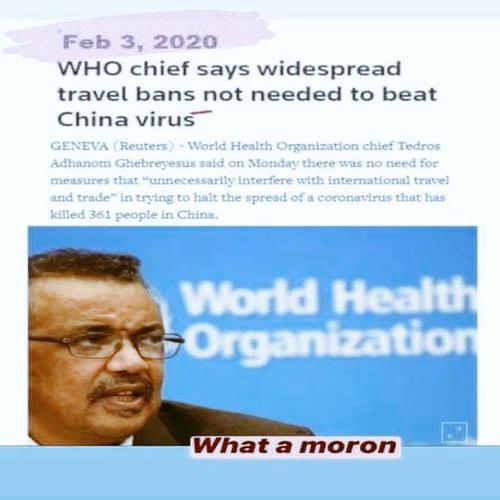 Feb 3, 2020
WHO chief says widespread
travel bans not needed to beat
China virus
GENEVA (Reuters) - World Health Organization chief Tedros
Adhanom Ghebreyesus said on Monday there was no need for
measures that "unnecessarily interfere with international travel
and trade" in trying to halt the spread of a coronavirus that has
killed 361 people in China.
World Health
Organization
What a moron